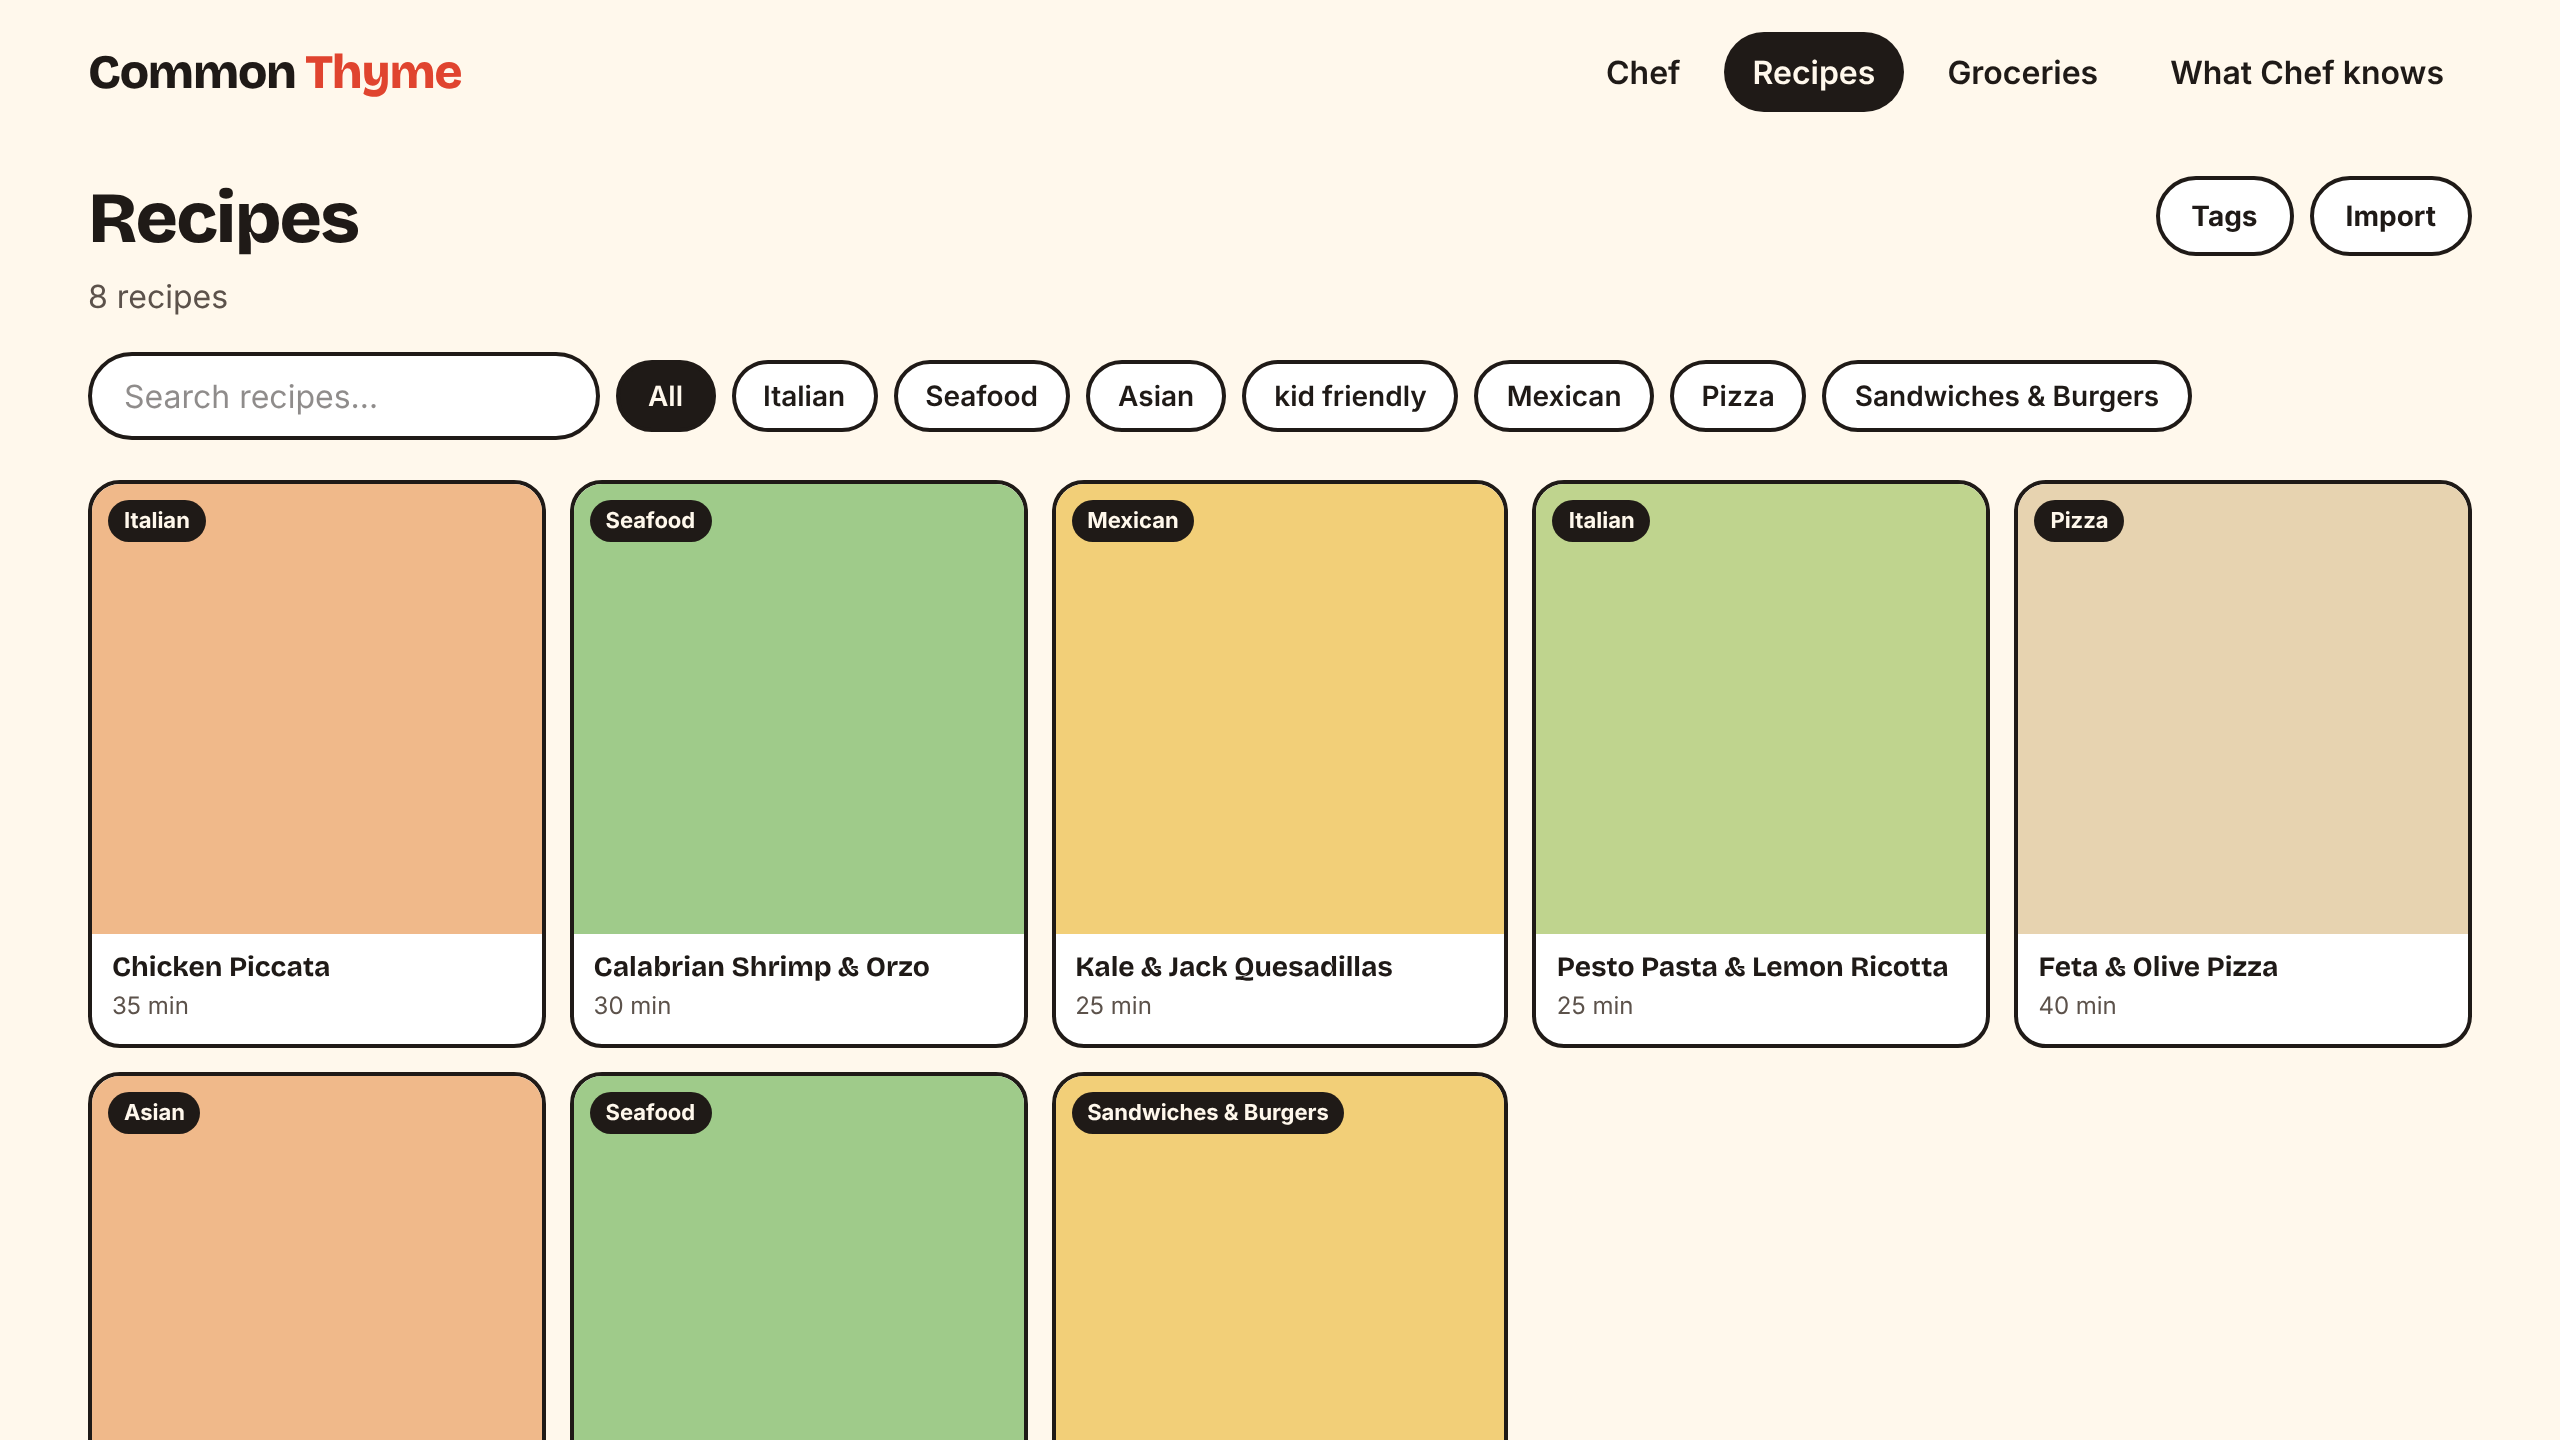 Common Thyme
Chef Recipes Groceries What Chef knows
Recipes
Tags Import
8 recipes
Search recipes...
All Italian Seafood Asian kid friendly Mexican Pizza Sandwiches & Burgers
Italian
Chicken Piccata
35 min
Seafood
Calabrian Shrimp & Orzo
30 min
Mexican
Kale & Jack Quesadillas
25 min
Italian
Pesto Pasta & Lemon Ricotta
25 min
Pizza
Feta & Olive Pizza
40 min
Asian
Seafood
Sandwiches & Burgers